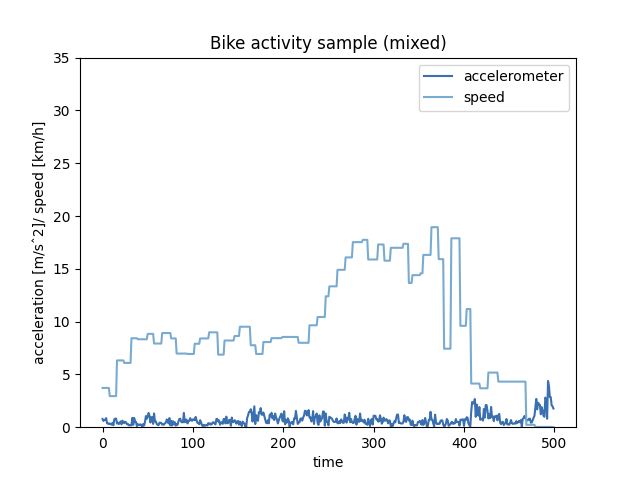 Bike activity sample (mixed)
accelerometer
speed
35
30
25
20
15
10
5
0
acceleration [m/sˆ2]/ speed [km/h]
0 100 200 300 400 500
time